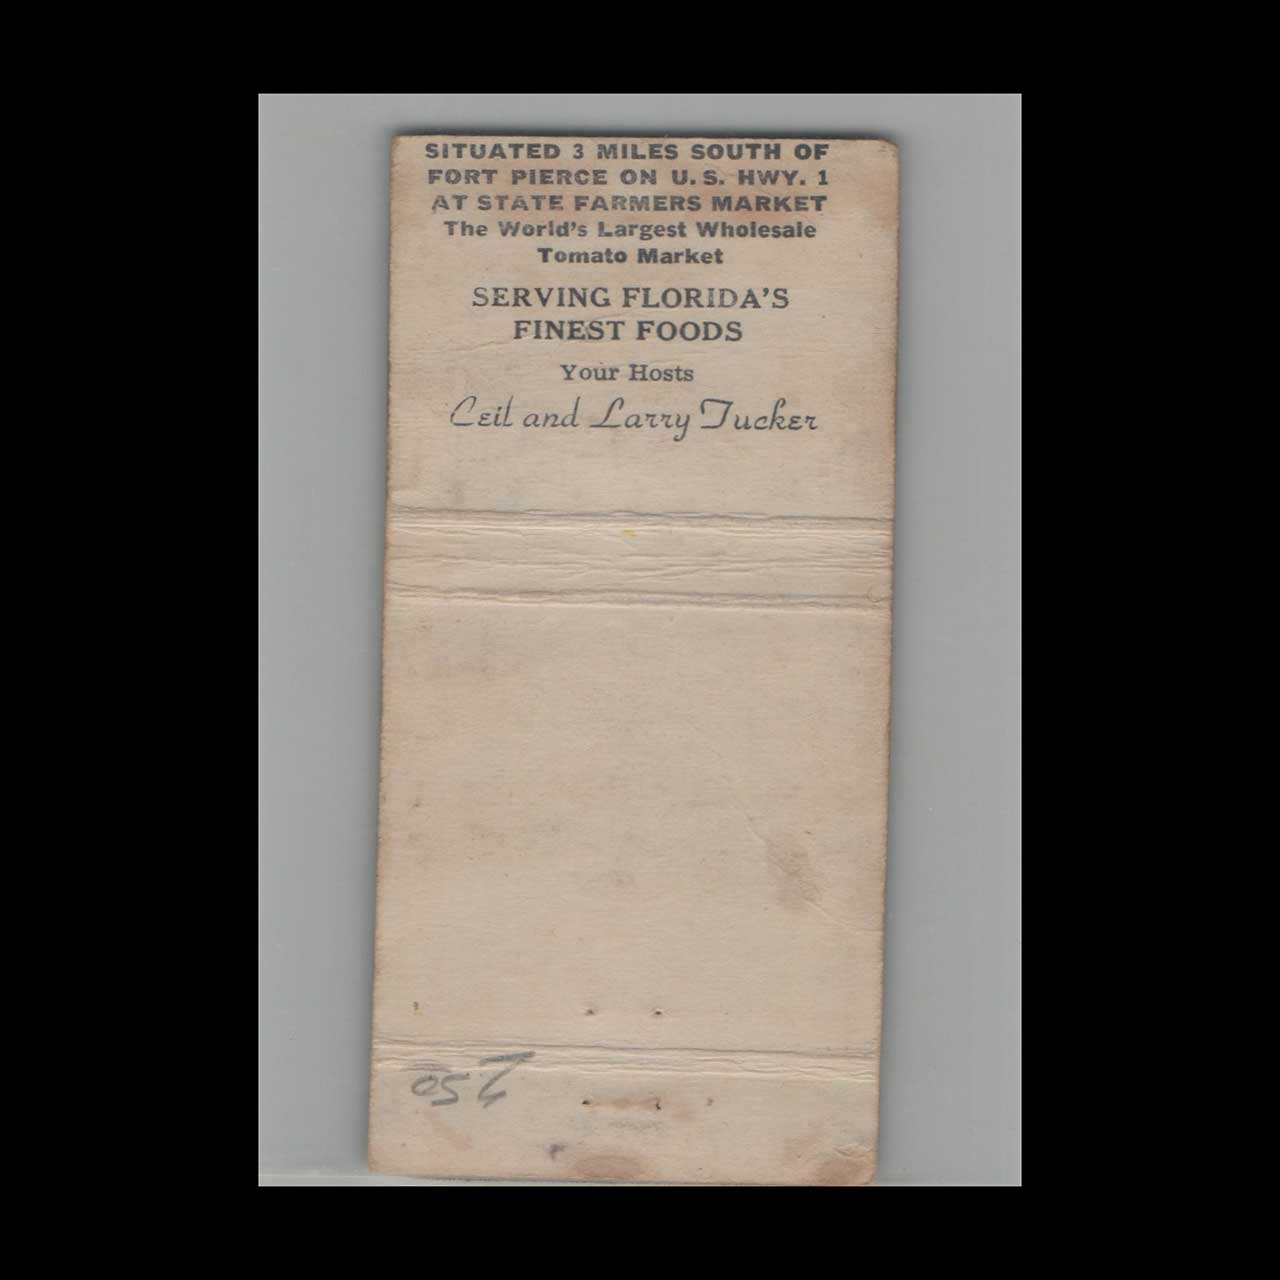 SITUATED 3 MILES SOUTH OF
FORT PIERCE ON U.S. HWY. 1
AT STATE FARMERS MARKET
The World's Largest Wholesale
Tomato Market
SERVING FLORIDA'S
FINEST FOODS
Your Hosts
Ceil and Larry Tucker
250